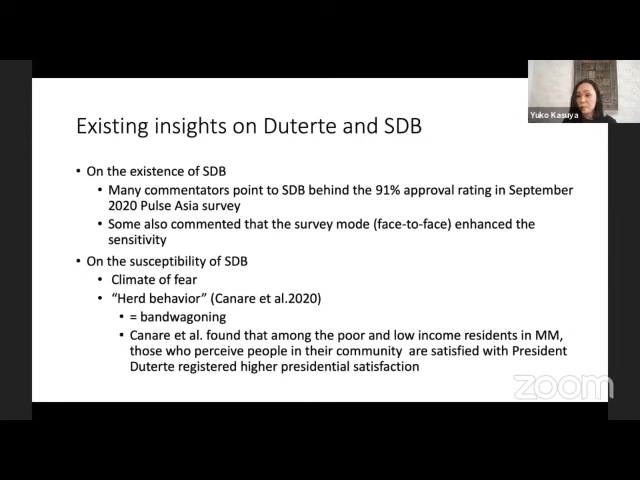 Yuko Kasuya
Existing insights on Duterte and SDB
• On the existence of SDB
• Many commentators point to SDB behind the 91% approval rating in September
2020 Pulse Asia survey
• Some also commented that the survey mode (face-to-face) enhanced the
sensitivity
• On the susceptibility of SDB
• Climate of fear
• “Herd behavior” (Canare et al.2020)
• = bandwagoning
• Canare et al. found that among the poor and low income residents in MM,
those who perceive people in their community are satisfied with President
Duterte registered higher presidential satisfaction
zoom